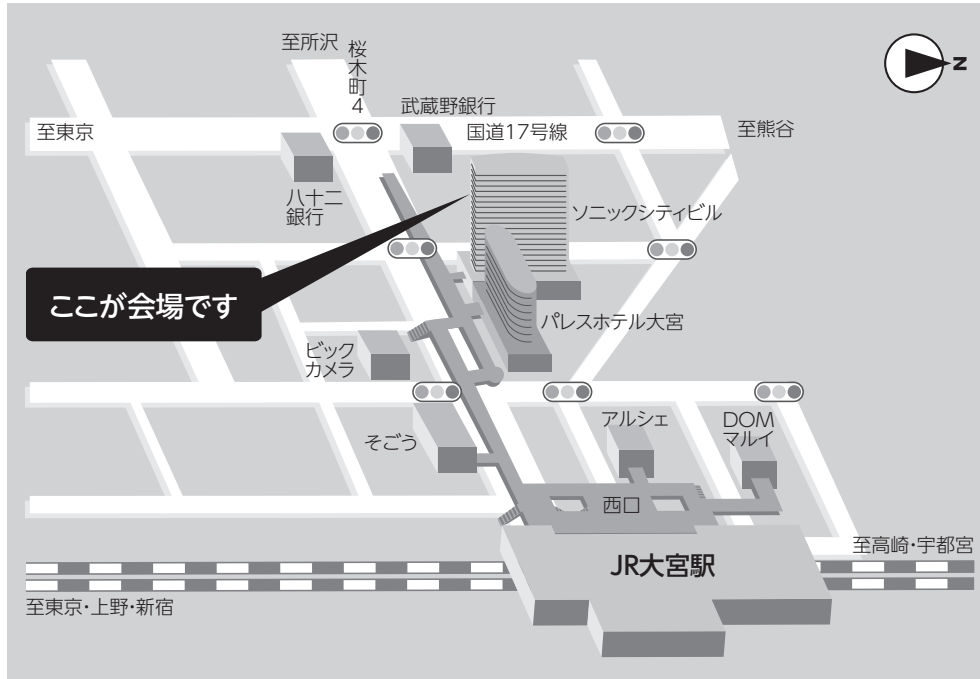 至所沢
桜木町4
武蔵野銀行
N
至東京
国道17号線
至熊谷
八十二
銀行
ソニックシティビル
ここが会場です
パレスホテル大宮
ビック
カメラ
そごう
アルシェ
DOM
マルイ
西口
至高崎・宇都宮
JR大宮駅
至東京・上野・新宿